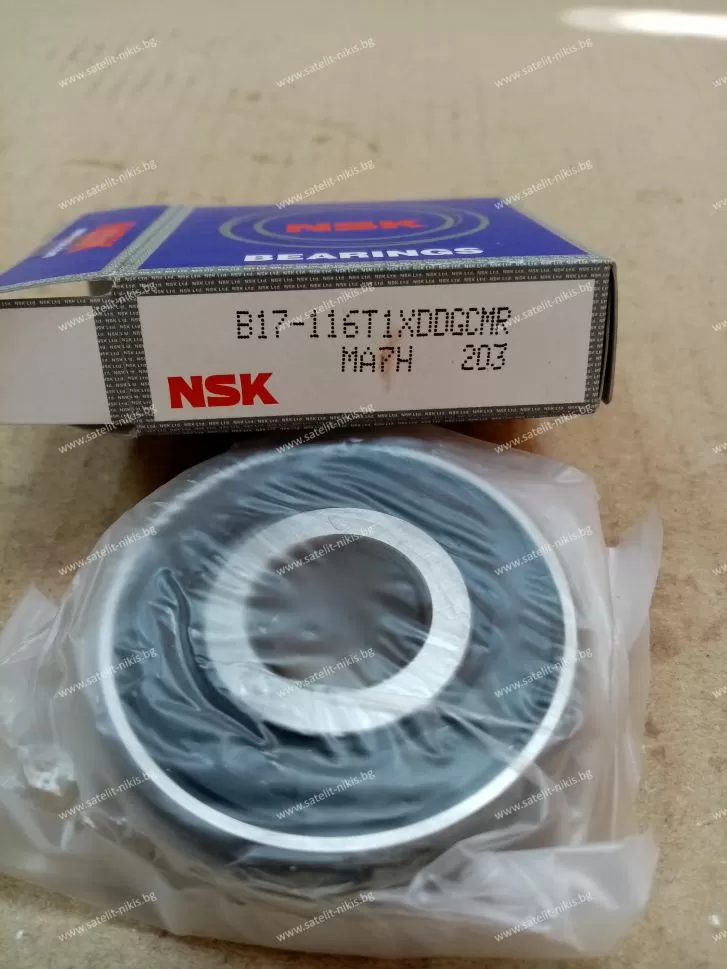 www.satelit-nikis.bg
NSK
BEARINGS
B17-116T1XDDGCMR
MA7H 203
NSK